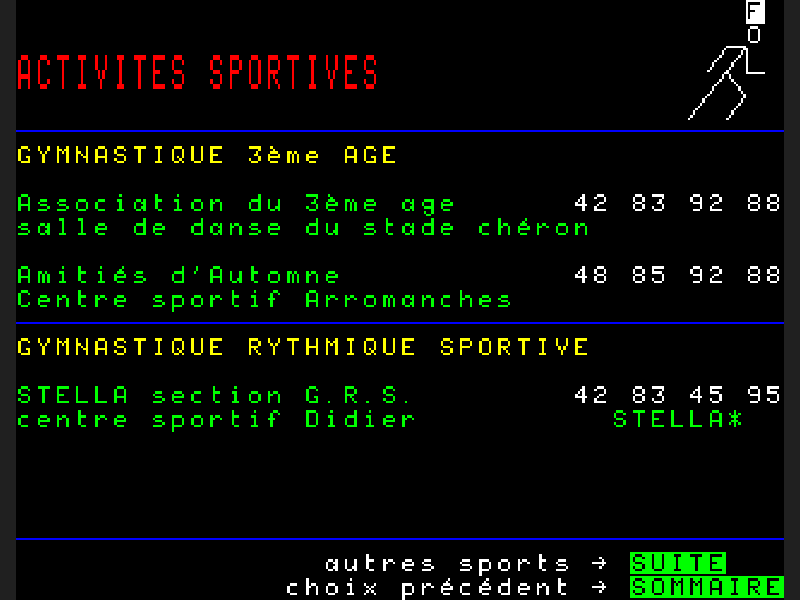 F
ACTIVITES SPORTIVES
GYMNASTIQUE 3ème AGE
Association du 3ème age 42 83 92 88
salle de danse du stade chéron
Amitiés d'Automne 48 85 92 88
Centre sportif Arromanches
GYMNASTIQUE RYTHMIQUE SPORTIVE
STELLA section G.R.S. 42 83 45 95
centre sportif Didier STELLA*
autres sports → SUITE
choix précédent → SOMMAIRE